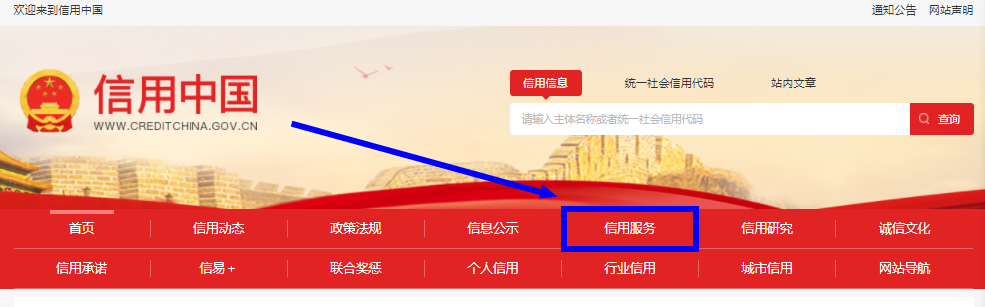 欢迎来到信用中国
通知公告 网站声明
信用中国
WWW.CREDITCHINA.GOV.CN
信用信息 统一社会信用代码 站内文章
请输入主体名称或者统一社会信用代码 查询
首页 信用动态 政策法规 信息公示 信用服务 信用研究 诚信文化
信用承诺 信易+ 联合奖惩 个人信用 行业信用 城市信用 网站导航